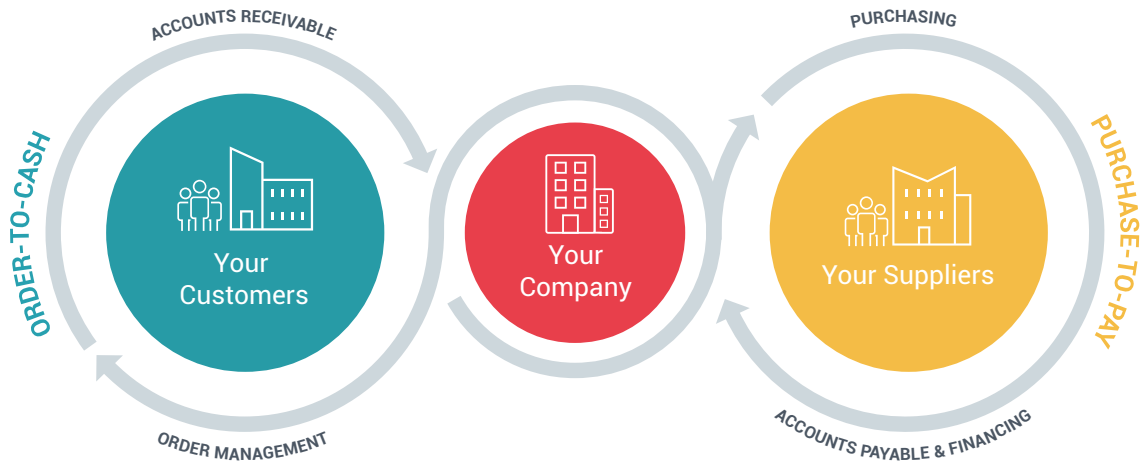 ACCOUNTS RECEIVABLE
PURCHASING
ORDER-TO-CASH
Your
Customers
Your
Company
Your Suppliers
PURCHASE-TO-PAY
ORDER MANAGEMENT
ACCOUNTS PAYABLE & FINANCING